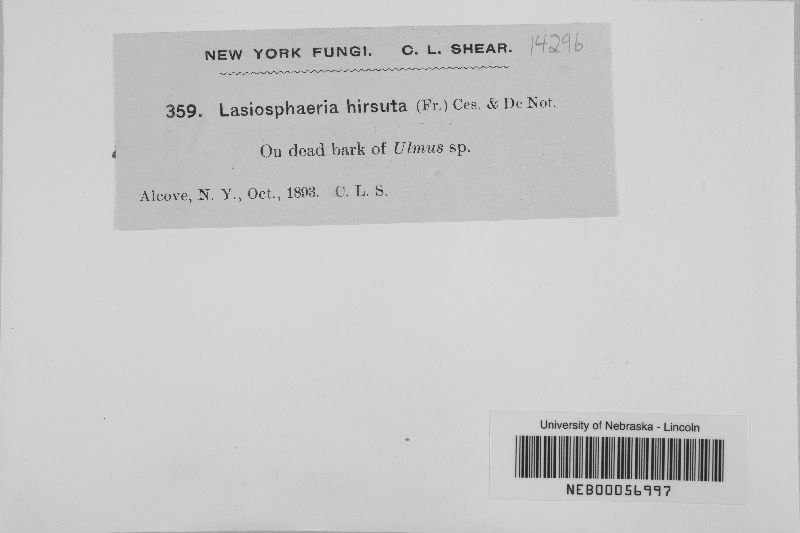 NEW YORK FUNGI. C. L. SHEAR. 14296
359. Lasiosphaeria hirsuta (Fr.) Ces. & De Not.
On dead bark of Ulmus sp.
Alcove, N. Y., Oct., 1893. C. L. S.
University of Nebraska - Lincoln
NEB00056997